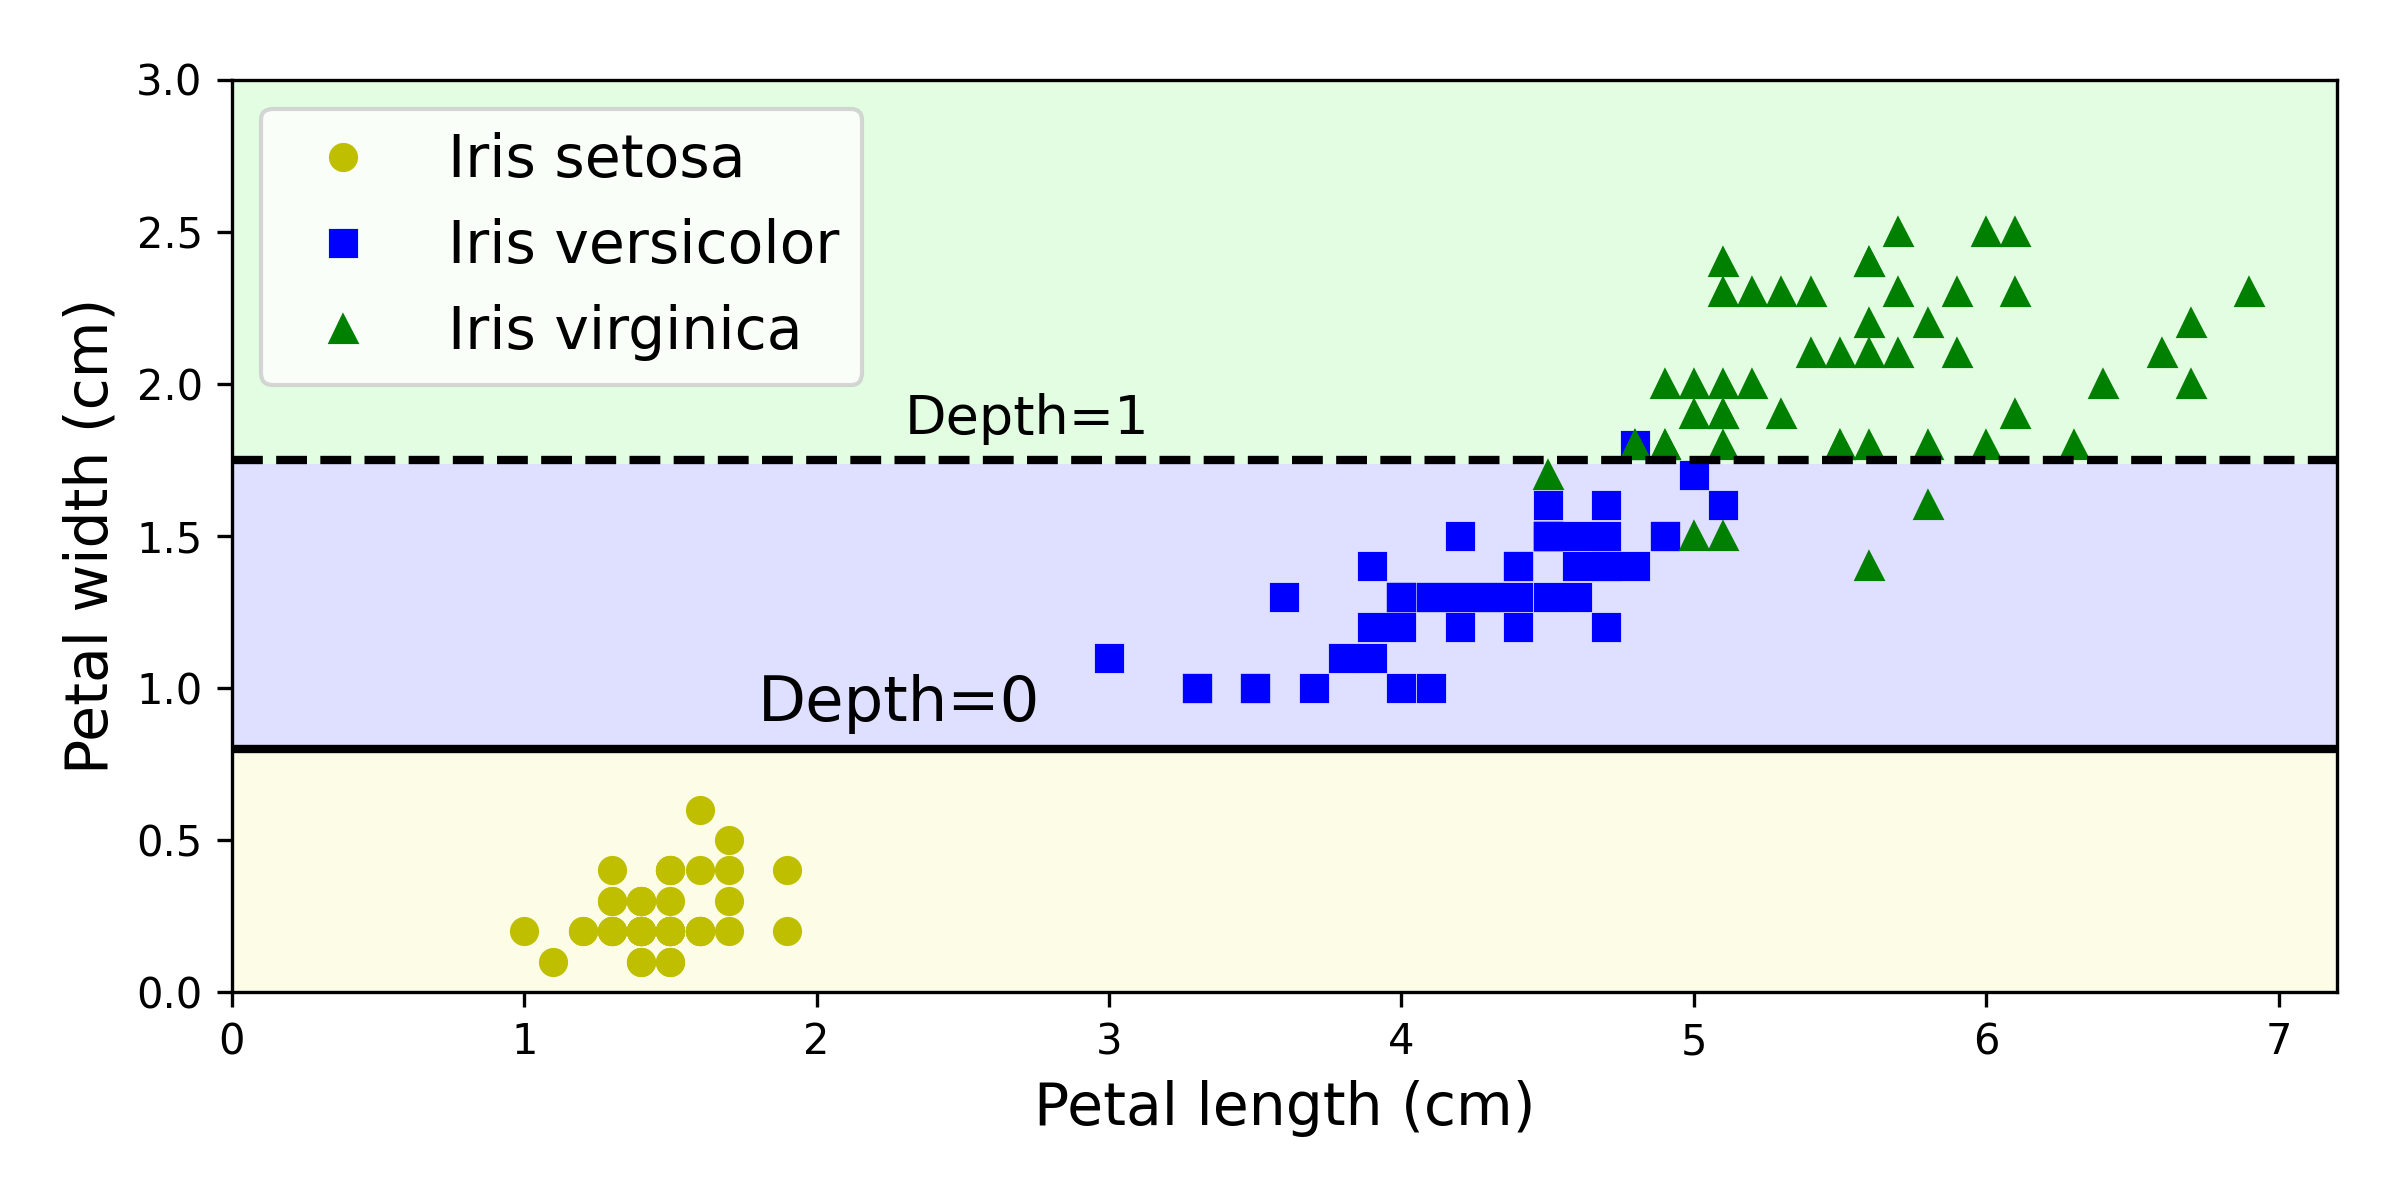 3.0
2.5
2.0
1.5
1.0
0.5
0.0
Petal width (cm)
Iris setosa
Iris versicolor
Iris virginica
Depth=1
Depth=0
0 1 2 3 4 5 6 7
Petal length (cm)